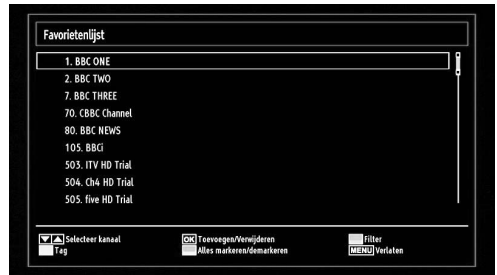 Favorietenlijst
1. BBC ONE
2. BBC TWO
7. BBC THREE
70. CBBC Channel
80. BBC NEWS
105. BBCi
503. ITV HD Trial
504. Ch4 HD Trial
505. five HD Trial
Selecteer kanaal OK Toevoegen/Verwijderen Filter
Tag Alles markeren/demarkeren MENU Verlaten